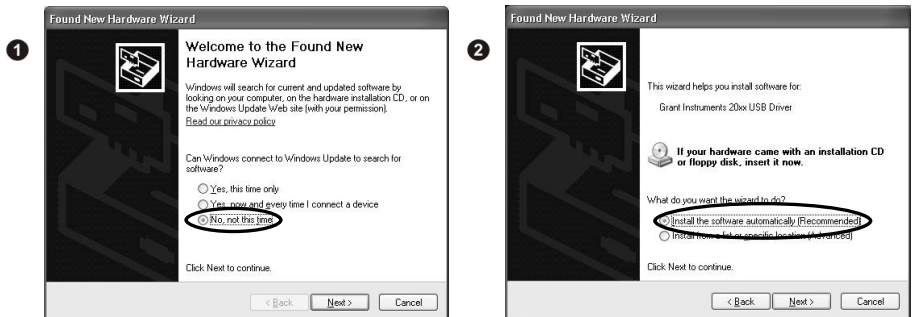 1
Found New Hardware Wizard
Welcome to the Found New
Hardware Wizard
Windows will search for current and updated software by
looking on your computer, on the hardware installation CD, or on
the Windows Update Web site (with your permission).
Read our privacy policy
Can Windows connect to Windows Update to search for
software?
Yes, this time only
Yes, now and every time I connect a device
No, not this time
Click Next to continue.
< Back
Next >
Cancel
2
Found New Hardware Wizard
This wizard helps you install software for:
Grant Instruments 20xx USB Driver
If your hardware came with an installation CD
or floppy disk, insert it now.
What do you want the wizard to do?
Install the software automatically (Recommended)
Install from a list or specific location (Advanced)
Click Next to continue.
< Back
Next >
Cancel